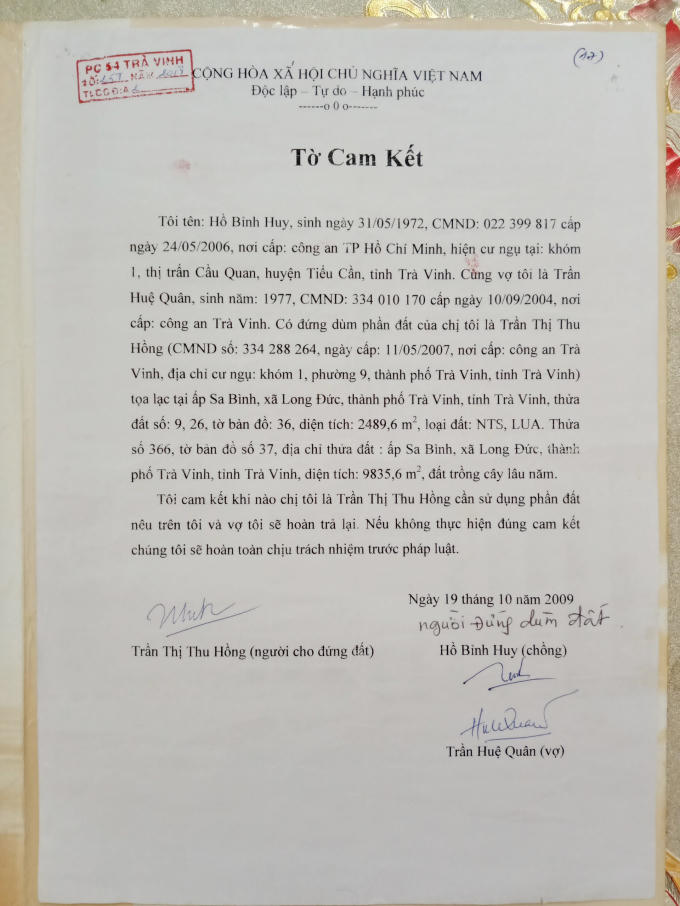 (17)
PC 54 TRÀ VINH
SỐ: 257 NĂM
TLCĐ ĐỊA
CỘNG HÒA XÃ HỘI CHỦ NGHĨA VIỆT NAM
Độc lập – Tự do – Hạnh phúc
------o 0 o-------
Tờ Cam Kết
Tôi tên: Hồ Bỉnh Huy, sinh ngày 31/05/1972, CMND: 022 399 817 cấp
ngày 24/05/2006, nơi cấp: công an TP Hồ Chí Minh, hiện cư ngụ tại: khóm
1, thị trấn Cầu Quan, huyện Tiểu Cần, tỉnh Trà Vinh. Cùng vợ tôi là Trần
Huệ Quân, sinh năm: 1977, CMND: 334 010 170 cấp ngày 10/09/2004, nơi
cấp: công an Trà Vinh. Có đứng dùm phần đất của chị tôi là Trần Thị Thu
Hồng (CMND số: 334 288 264, ngày cấp: 11/05/2007, nơi cấp: công an Trà
Vinh, địa chỉ cư ngụ: khóm 1, phường 9, thành phố Trà Vinh, tỉnh Trà Vinh)
tọa lạc tại ấp Sa Bình, xã Long Đức, thành phố Trà Vinh, tỉnh Trà Vinh, thửa
đất số: 9, 26, tờ bản đồ: 36, diện tích: 2489,6 m², loại đất: NTS, LUA. Thửa
số 366, tờ bản đồ số 37, địa chỉ thửa đất : ấp Sa Bình, xã Long Đức, thành
phố Trà Vinh, tỉnh Trà Vinh, diện tích: 9835,6 m², đất trồng cây lâu năm.
Tôi cam kết khi nào chị tôi là Trần Thị Thu Hồng cần sử dụng phần đất
nêu trên tôi và vợ tôi sẽ hoàn trả lại. Nếu không thực hiện đúng cam kết
chúng tôi sẽ hoàn toàn chịu trách nhiệm trước pháp luật.
Ngày 19 tháng 10 năm 2009
người Đứng dùm đất.
Trần Thị Thu Hồng (người cho đứng đất)
Hồ Bỉnh Huy (chồng)
Trần Huệ Quân (vợ)